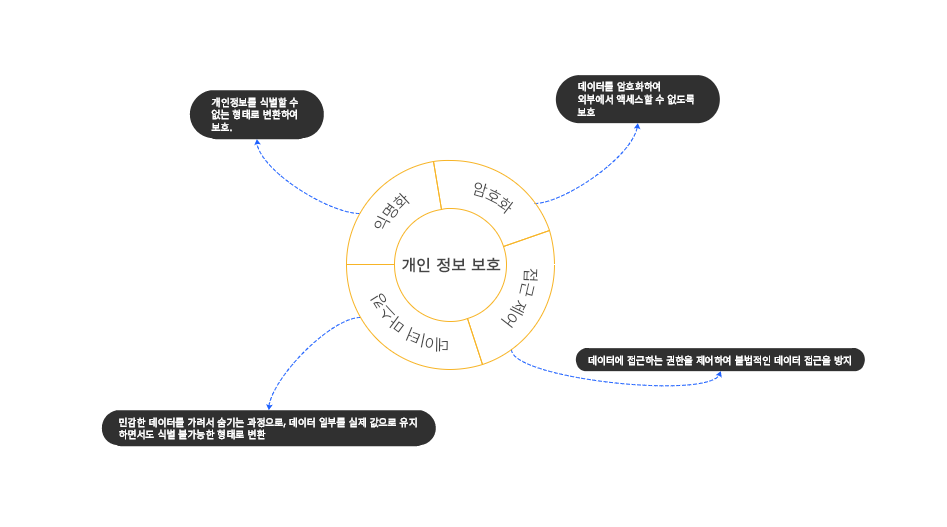 개인정보를 식별할 수
없는 형태로 변환하여
보호.
데이터를 암호화하여
외부에서 액세스할 수 없도록
보호
익명화
암호화
개인 정보 보호
접근 제어
데이터 마스킹
데이터에 접근하는 권한을 제어하여 불법적인 데이터 접근을 방지
민감한 데이터를 가려서 숨기는 과정으로, 데이터 일부를 실제 값으로 유지
하면서도 식별 불가능한 형태로 변환